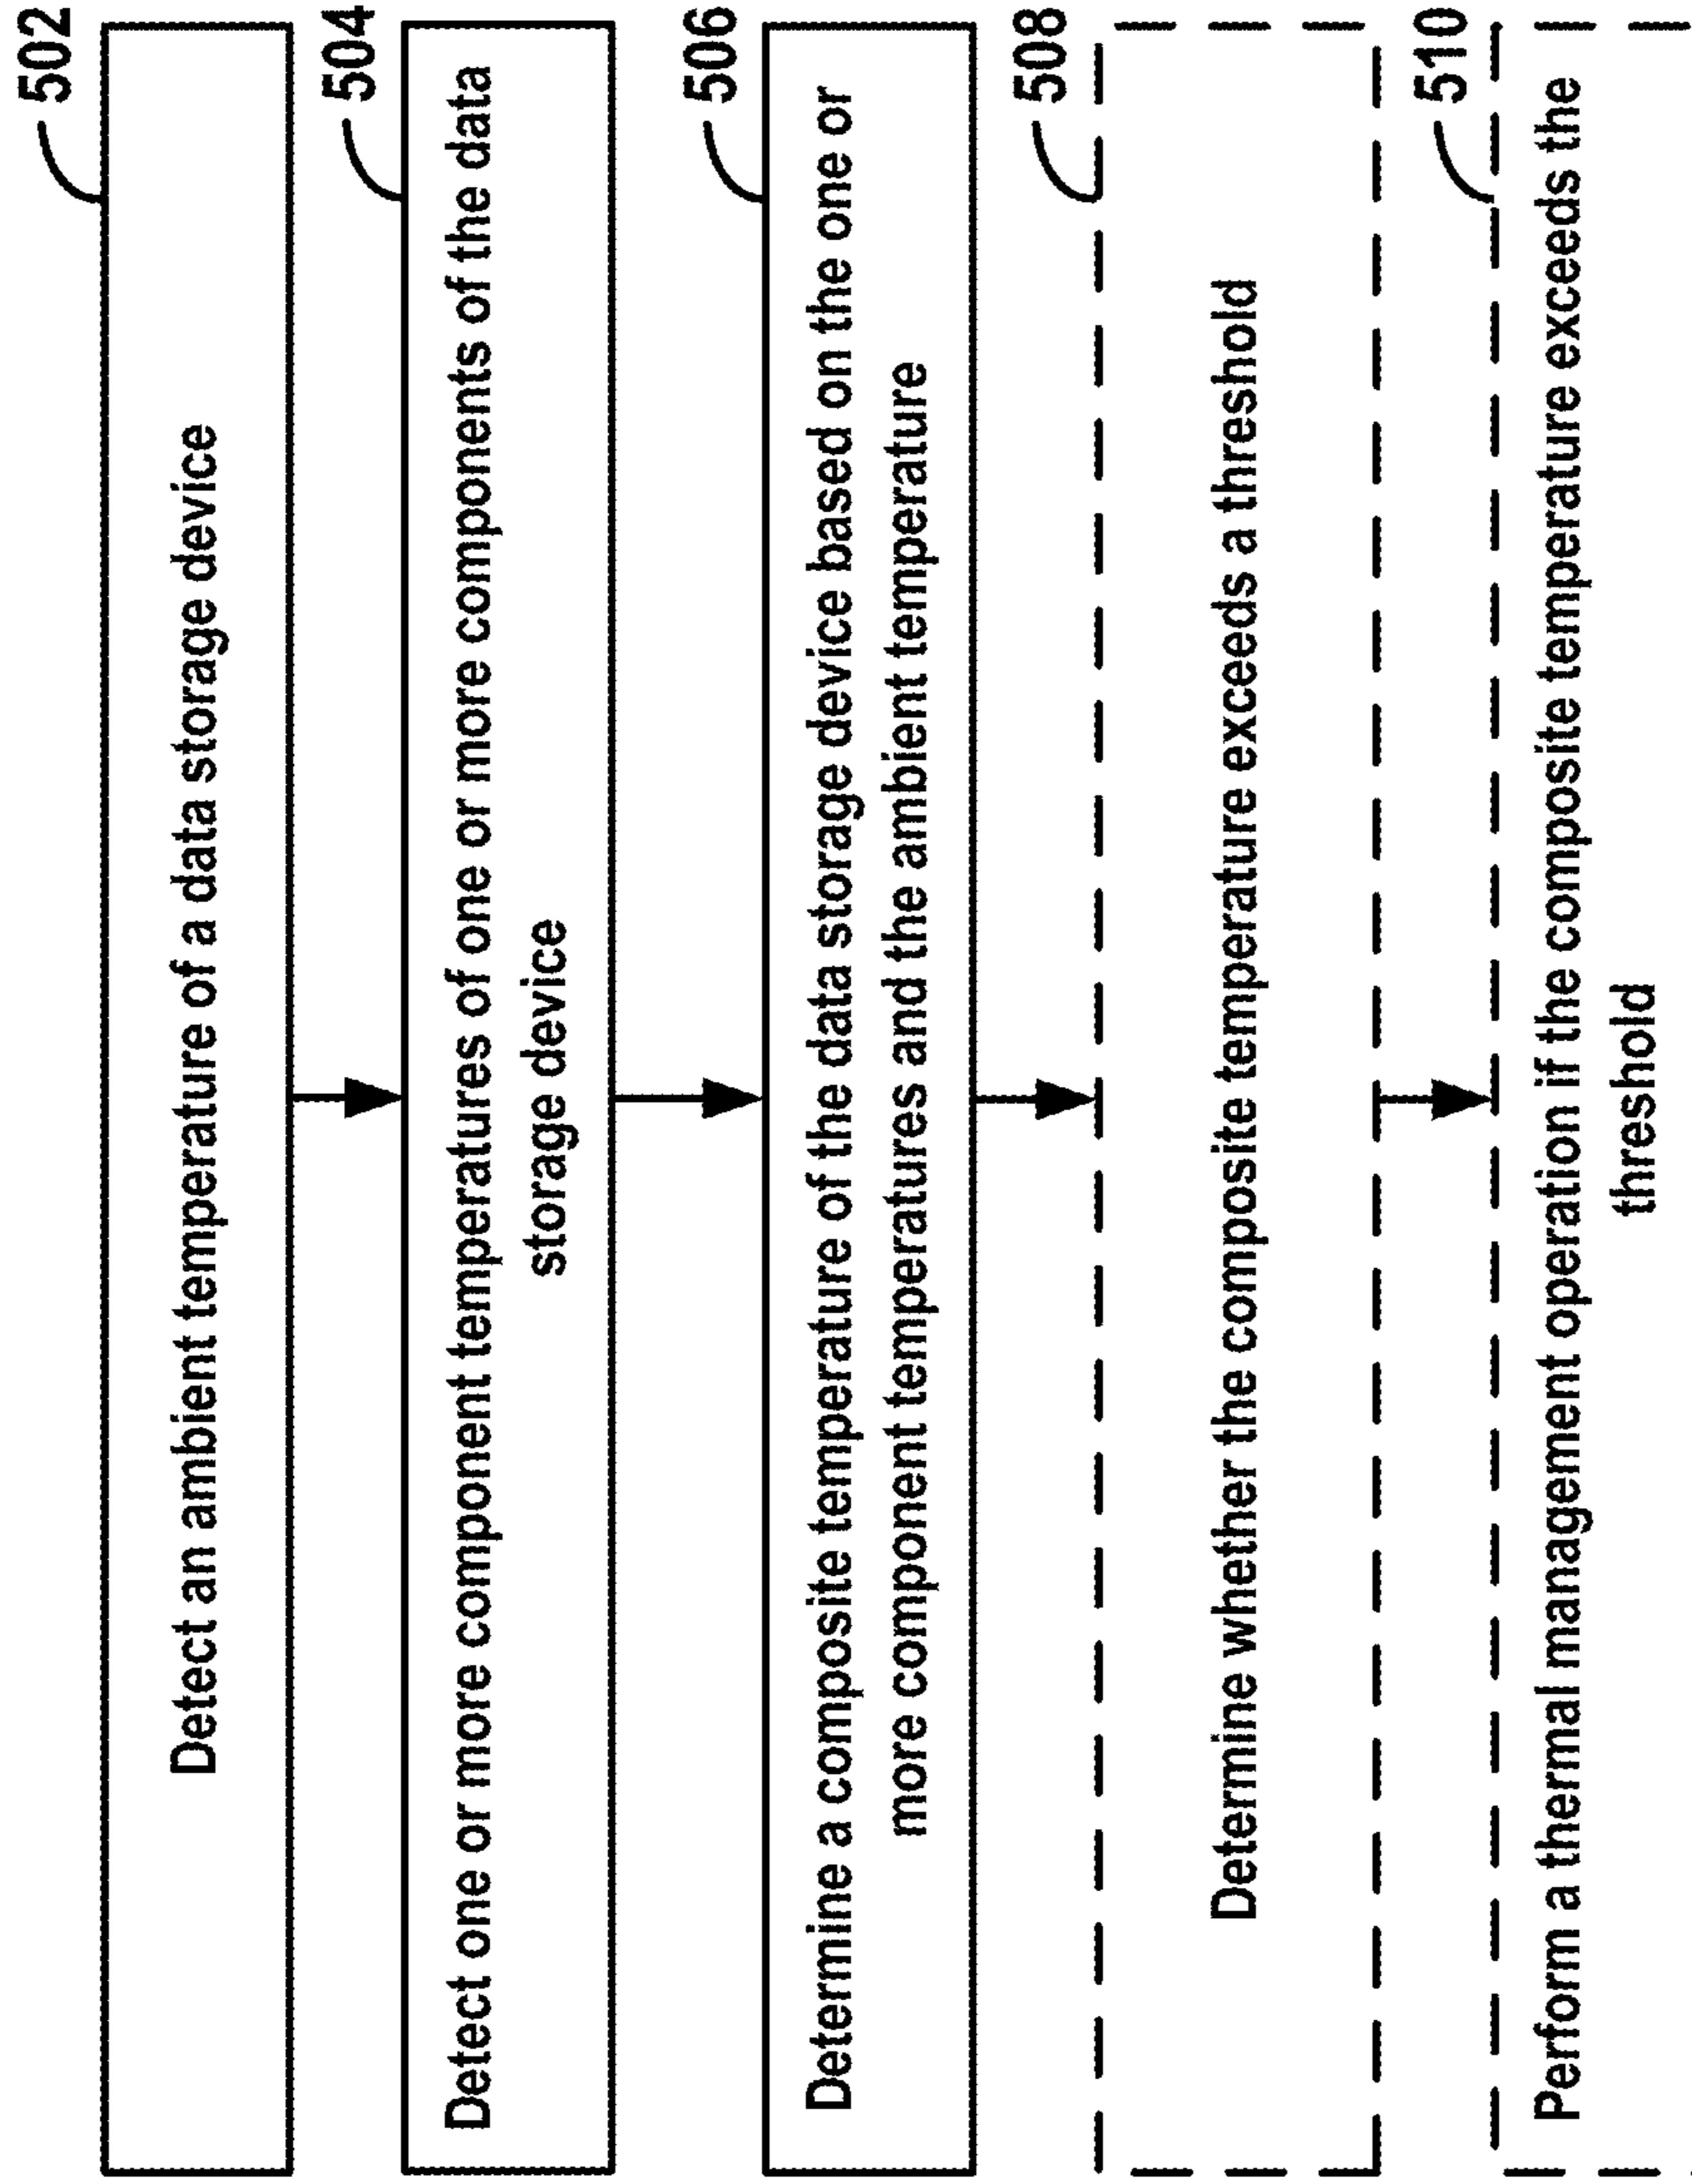 502
Detect an ambient temperature of a data storage device
504
Detect one or more component temperatures of one or more components of the data
storage device
506
Determine a composite temperature of the data storage device based on the one or
more component temperatures and the ambient temperature
508
Determine whether the composite temperature exceeds a threshold
510
Perform a thermal management operation if the composite temperature exceeds the
threshold